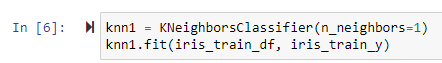 In [6]: knn1 = KNeighborsClassifier(n_neighbors=1)
knn1.fit(iris_train_df, iris_train_y)